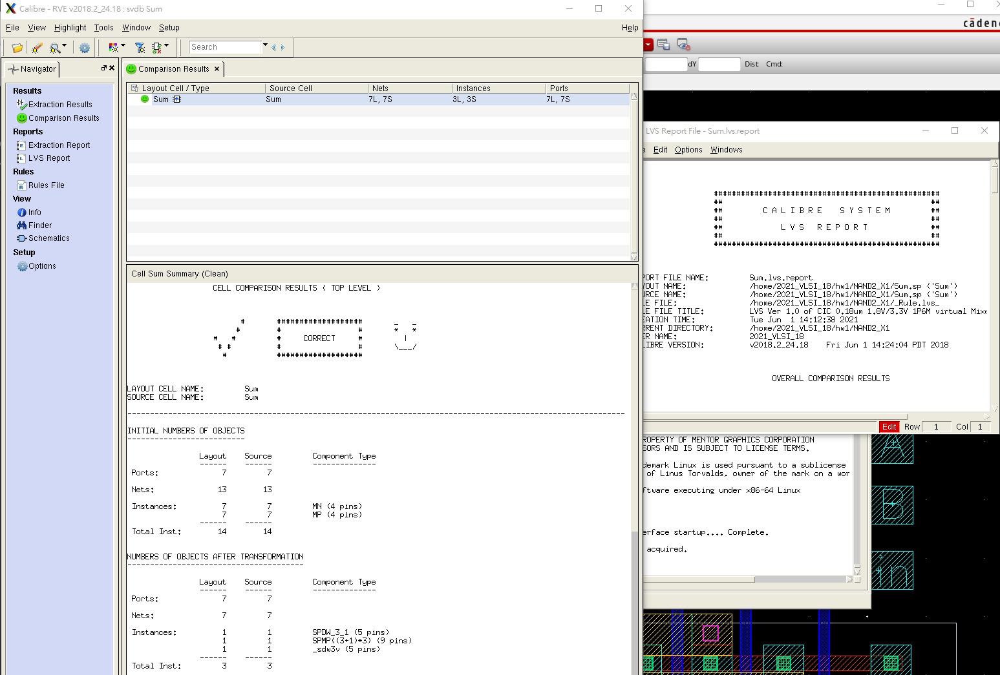 Calibre - RVE v2018.2_24.18 : svdb Sum
File View Highlight Tools Window Setup Help
Search
Navigator
Results
Extraction Results
Comparison Results
Reports
Extraction Report
LVS Report
Rules
Rules File
View
Info
Finder
Schematics
Setup
Options
Comparison Results
Layout Cell / Type Source Cell Nets Instances Ports
Sum Sum 7L, 7S 3L, 3S 7L, 7S
Cell Sum Summary (Clean)
CELL COMPARISON RESULTS ( TOP LEVEL )
# ################### _ _
# # # * *
# # # CORRECT # |
# # # # \___/
# ###################
LAYOUT CELL NAME: Sum
SOURCE CELL NAME: Sum
--------------------------------------------------------------------------------------------------------------
INITIAL NUMBERS OF OBJECTS
--------------------------
Layout Source Component Type
------ ------ --------------
Ports: 7 7
Nets: 13 13
Instances: 7 7 MN (4 pins)
7 7 MP (4 pins)
------ ------
Total Inst: 14 14
NUMBERS OF OBJECTS AFTER TRANSFORMATION
---------------------------------------
Layout Source Component Type
------ ------ --------------
Ports: 7 7
Nets: 7 7
Instances: 1 1 SPDW_3_1 (5 pins)
1 1 SPMP((3+1)*3) (9 pins)
1 1 _sdw3v (5 pins)
------ ------
Total Inst: 3 3
cādenc
dY Dist: Cmd:
LVS Report File - Sum.lvs.report
e Edit Options Windows
##################################################
## ##
## C A L I B R E S Y S T E M ##
## ##
## L V S R E P O R T ##
## ##
##################################################
PORT FILE NAME: Sum.lvs.report
YOUT NAME: /home/2021_VLSI_18/hw1/NAND2_X1/Sum.sp ('Sum')
URCE NAME: /home/2021_VLSI_18/hw1/NAND2_X1/Sum.sp ('Sum')
LE FILE: /home/2021_VLSI_18/hw1/NAND2_X1/_Rule.lvs_
LE FILE TITLE: LVS Ver 1.0 of CIC 0.18um 1.8V/3.3V 1P6M virtual Mixe
EATION TIME: Tue Jun 1 14:12:38 2021
RRENT DIRECTORY: /home/2021_VLSI_18/hw1/NAND2_X1
ER NAME: 2021_VLSI_18
LIBRE VERSION: v2018.2_24.18 Fri Jun 1 14:24:04 PDT 2018
OVERALL COMPARISON RESULTS
Edit Row 1 Col 1
ROPERTY OF MENTOR GRAPHICS CORPORATION
SORS AND IS SUBJECT TO LICENSE TERMS.
demark Linux is used pursuant to a sublicense
of Linus Torvalds, owner of the mark on a wor
ftware executing under x86-64 Linux
erface startup.... Complete.
acquired.
A
B
in